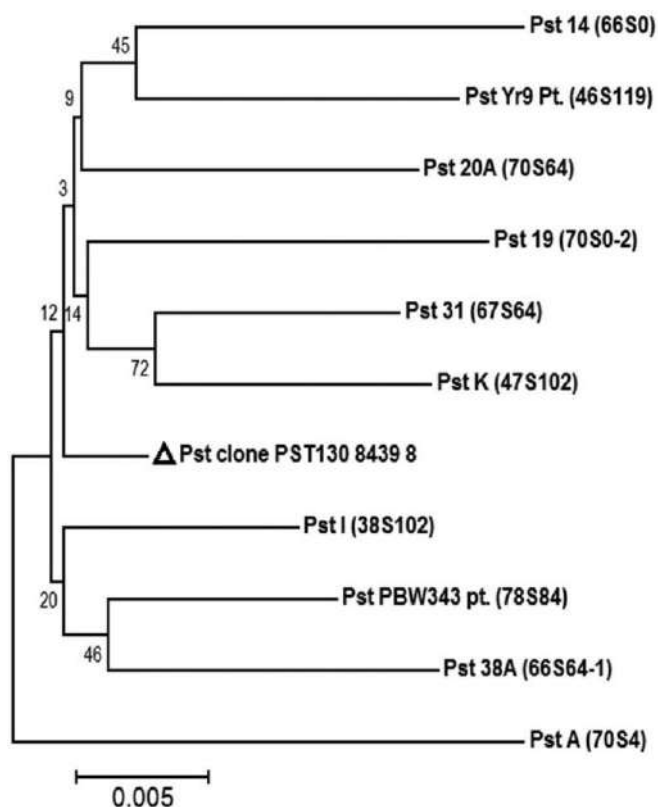 Pst 14 (66S0)
45
Pst Yr9 Pt. (46S119)
9
Pst 20A (70S64)
3
Pst 19 (70S0-2)
12
14
Pst 31 (67S64)
72
Pst K (47S102)
Pst clone PST130 8439 8
Pst I (38S102)
20
Pst PBW343 pt. (78S84)
46
Pst 38A (66S64-1)
Pst A (70S4)
0.005